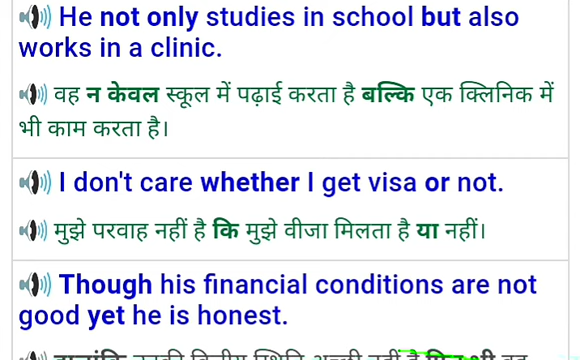 He not only studies in school but also
works in a clinic.
वह न केवल स्कूल में पढ़ाई करता है बल्कि एक क्लिनिक में
भी काम करता है।
I don't care whether I get visa or not.
मुझे परवाह नहीं है कि मुझे वीजा मिलता है या नहीं।
Though his financial conditions are not
good yet he is honest.